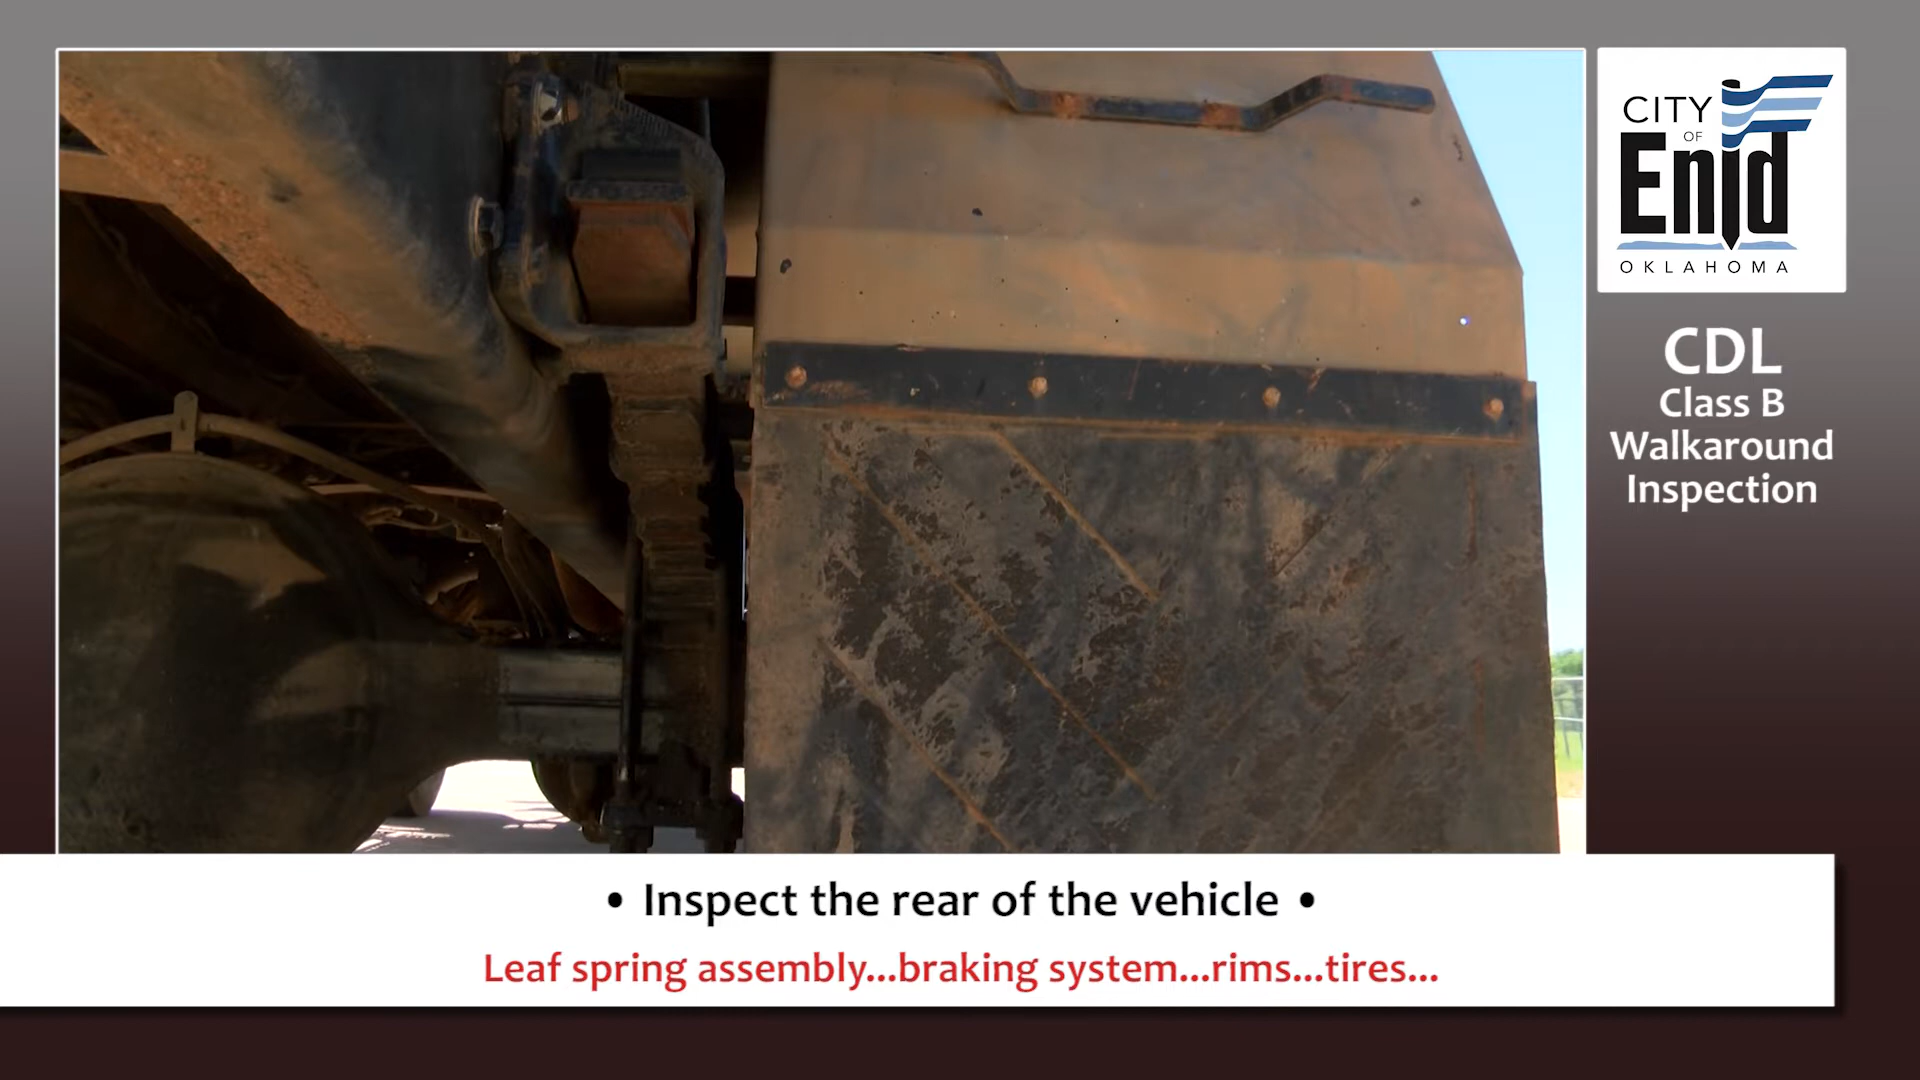 CITY
OF
Enid
OKLAHOMA
CDL
Class B
Walkaround
Inspection
• Inspect the rear of the vehicle •
Leaf spring assembly...braking system...rims...tires...